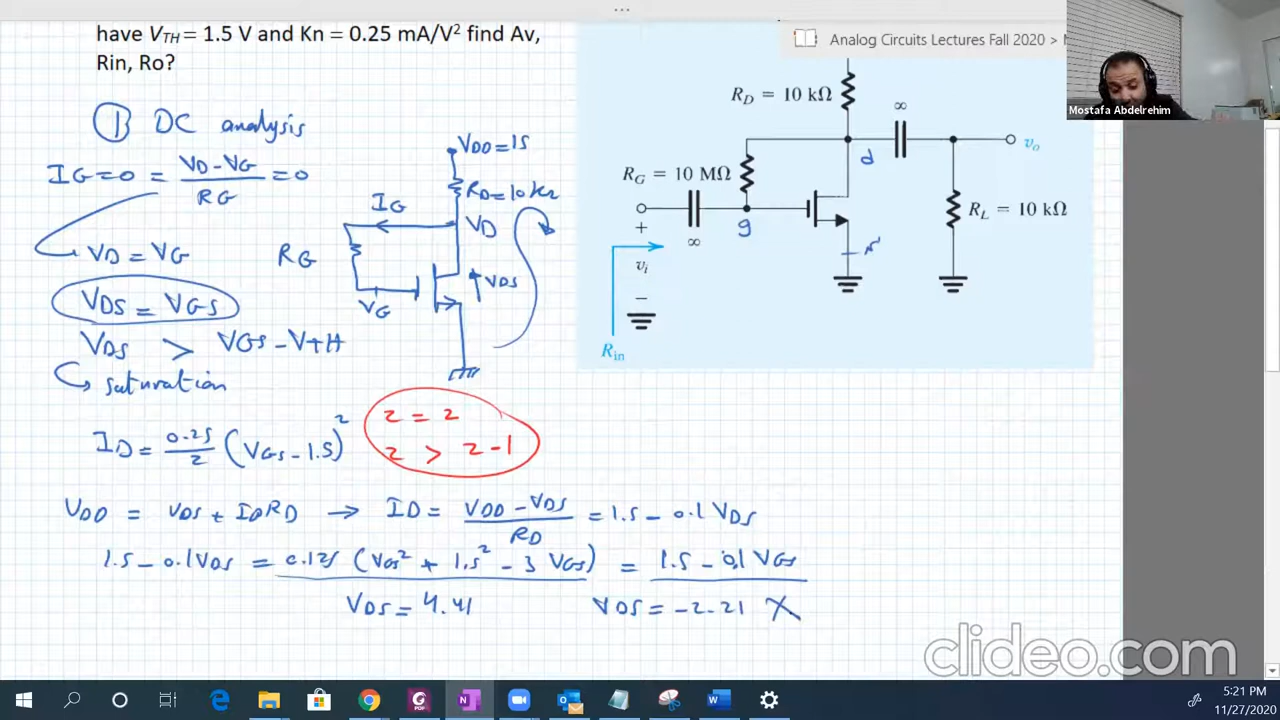 have VTH = 1.5 V and Kn = 0.25 mA/V² find Av,
Rin, Ro?
Analog Circuits Lectures Fall 2020 >
Mostafa Abdelrehim
① DC analysis
IG=0 = VD-VG / RG = 0
VD = VG
VDS = VGS
VDS > VGS - VTH
saturation
VDD=15
RD=10kΩ
IG
VD
RG
VDS
VG
RD = 10 kΩ
∞
d
vo
RG = 10 MΩ
RL = 10 kΩ
g
+
∞
vi
−
Rin
ID = 0.25/2 (VGS - 1.5)²
2 = 2
2 > 2-1
VDD = VDS + IDRD → ID = VDD - VDS / RD = 1.5 - 0.1 VDS
1.5 - 0.1VDS = 0.125 (VGS² + 1.5² - 3 VGS) = 1.5 - 0.1 VGS
VDS = 4.41 VDS = -2.21 X
clideo.com
5:21 PM
11/27/2020